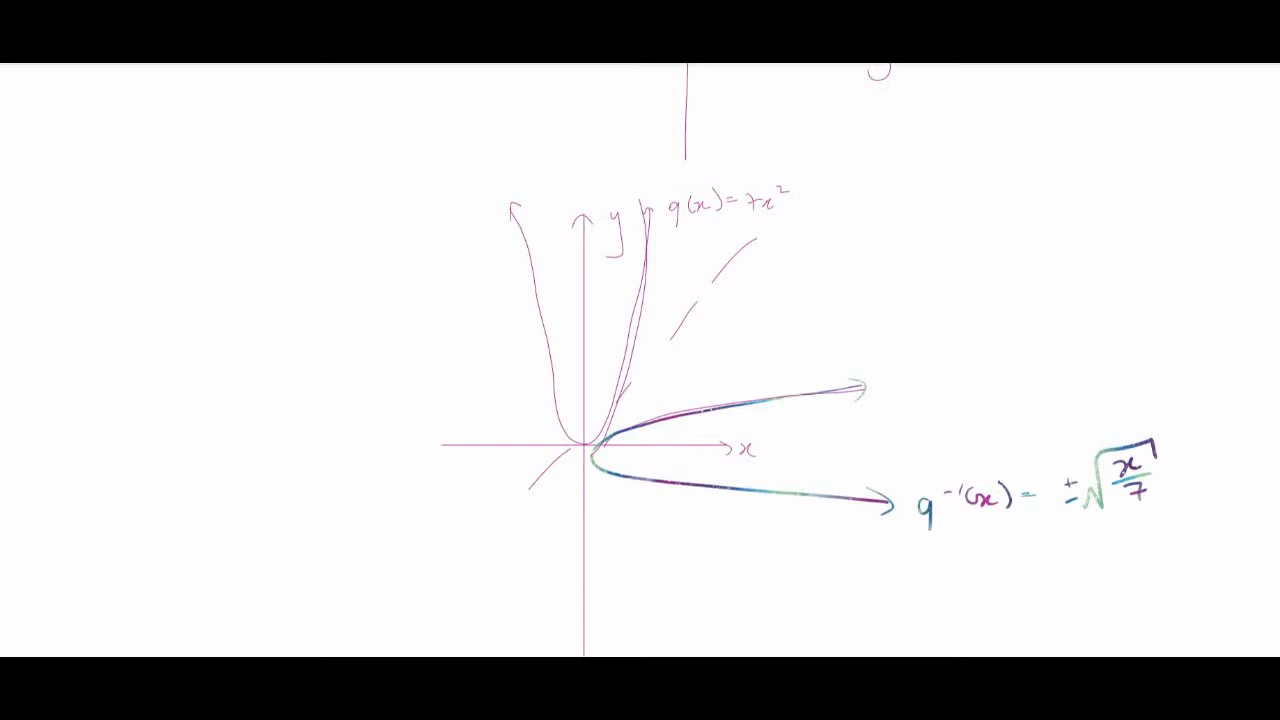 y
q(x) = 7x²
x
q⁻¹(x) = ±√(x/7)